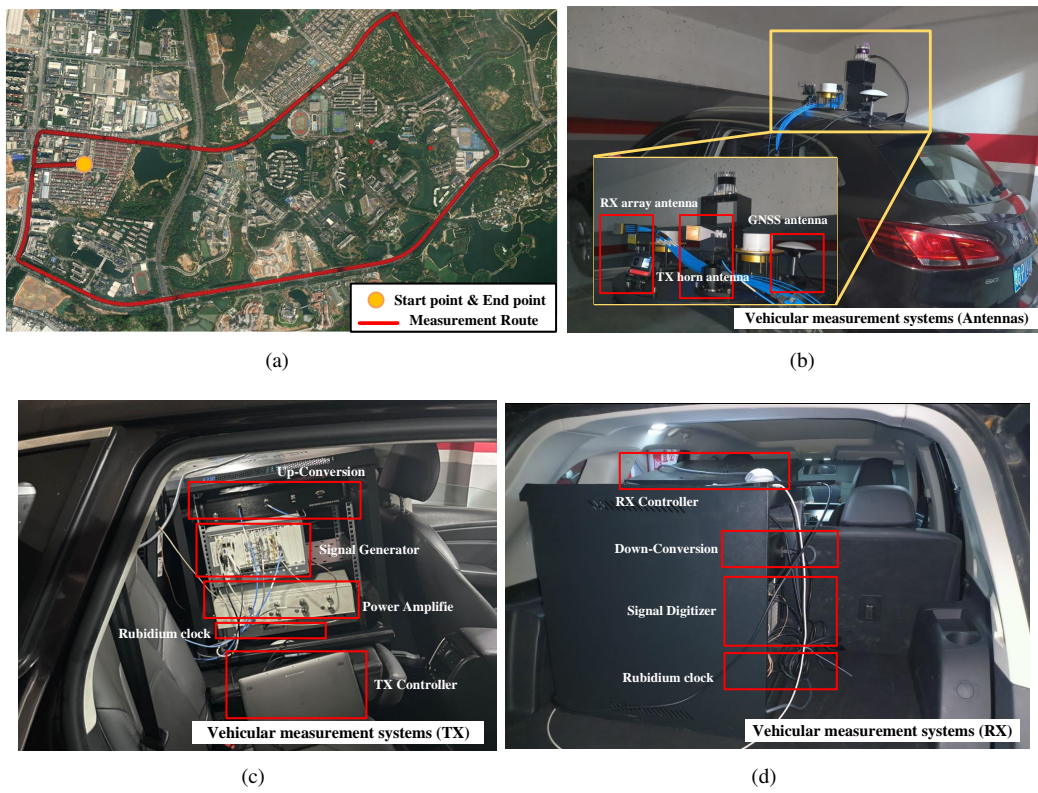 Start point & End point
Measurement Route
(a)
RX array antenna
GNSS antenna
TX horn antenna
Vehicular measurement systems (Antennas)
(b)
Up-Conversion
Signal Generator
Power Amplifie
Rubidium clock
TX Controller
Vehicular measurement systems (TX)
(c)
RX Controller
Down-Conversion
Signal Digitizer
Rubidium clock
Vehicular measurement systems (RX)
(d)